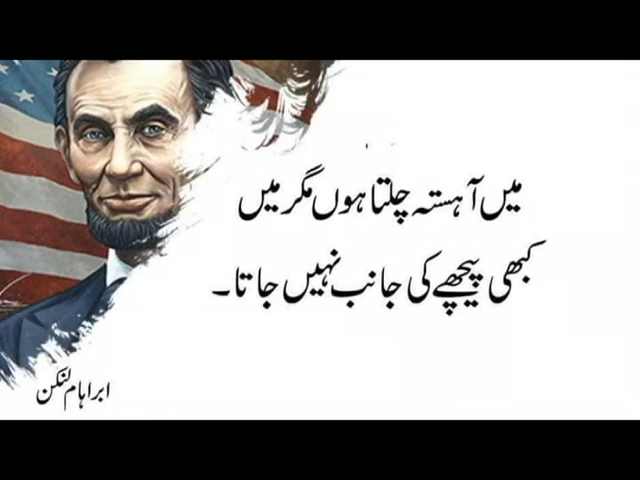 میں آہستہ چلتا ہوں مگر میں
کبھی پیچھے کی جانب نہیں جاتا۔
ابراہام لنکن